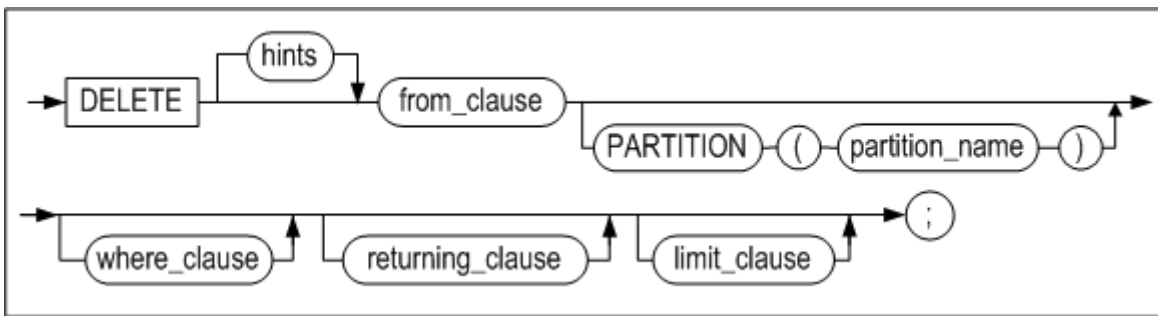 hints
DELETE from_clause
PARTITION ( partition_name )
where_clause returning_clause limit_clause ;